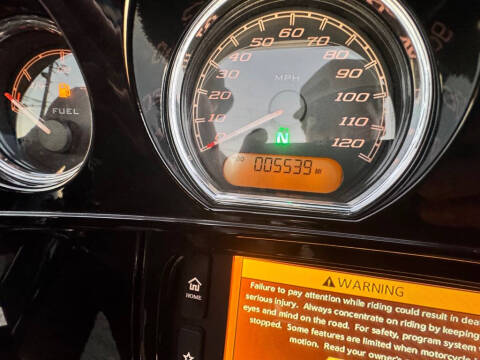 0 10 20 30 40 50 60 70 80 90 100 110 120
MPH
FUEL
N
005539 MI
HOME
WARNING
Failure to pay attention while riding could result in dea
serious injury. Always concentrate on riding by keeping
eyes and mind on the road. For safety, program system
stopped. Some features are limited when motorcycle i
motion. Read your owner's